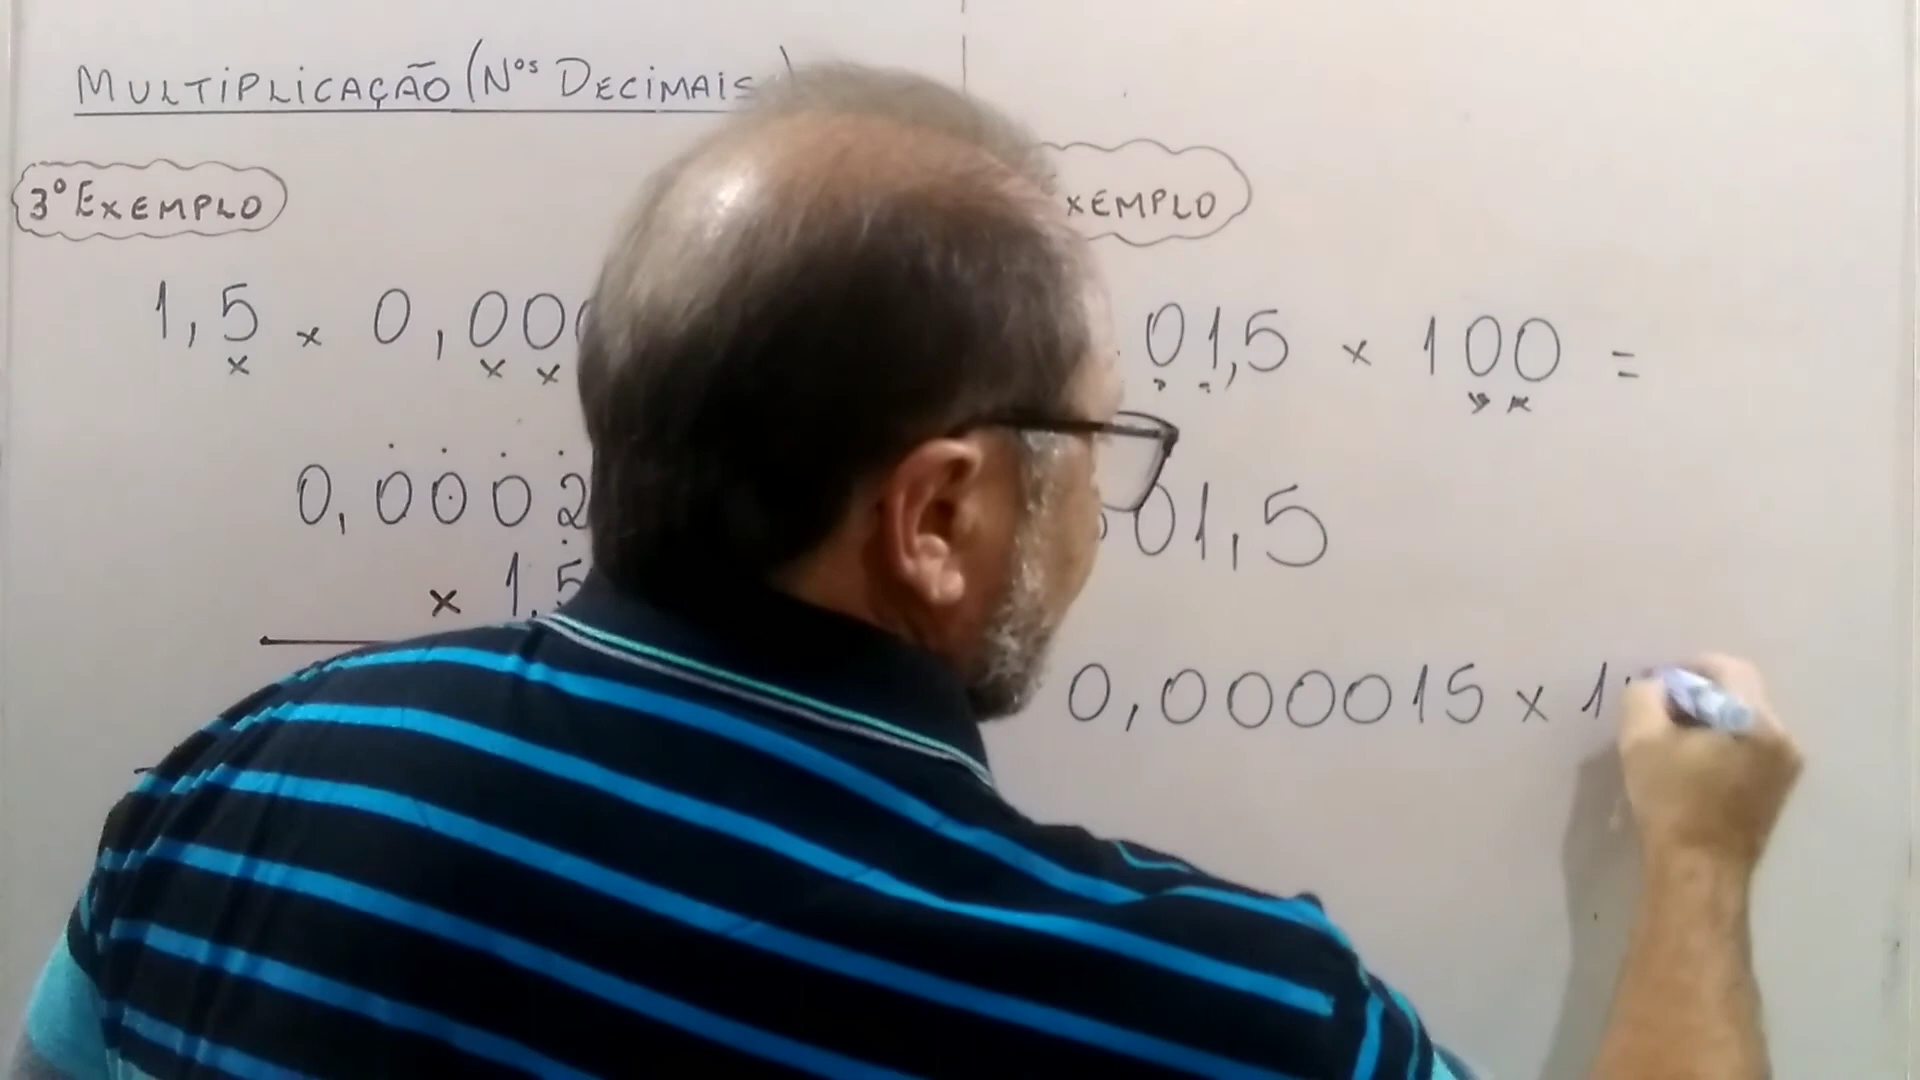 MULTIPLICAÇÃO (Nos DECIMAIS)
3º EXEMPLO
1,5 x 0,00
0,0002
x 1,5
XEMPLO
01,5 x 100 =
01,5
0,000015 x 1